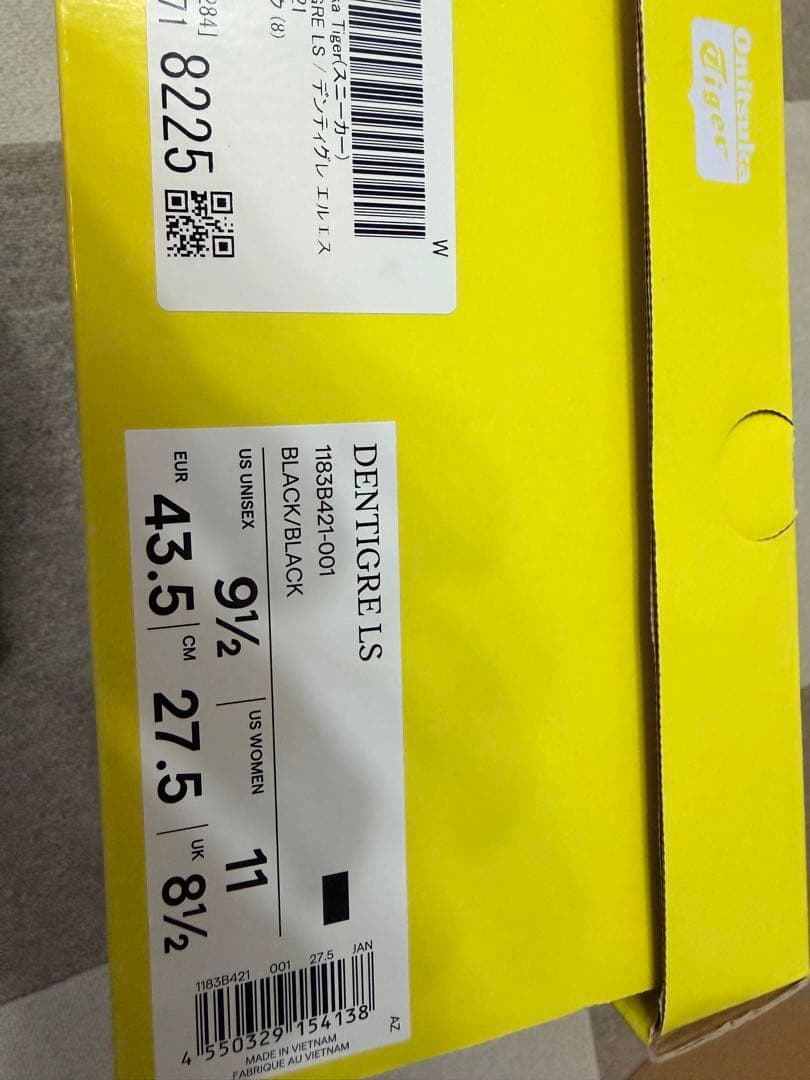 Onitsuka
Tiger
W
ka Tiger(スニーカー)
GRE LS / デンティグレ エルエス
21
(8)
284]
71 8225
DENTIGRE LS
1183B421-001
BLACK/BLACK
US UNISEX 9½ | US WOMEN 11
EUR 43.5 | CM 27.5 | UK 8½
1183B421 001 27.5 JAN
4 550329 154138
AZ
MADE IN VIETNAM
FABRIQUE AU VIETNAM